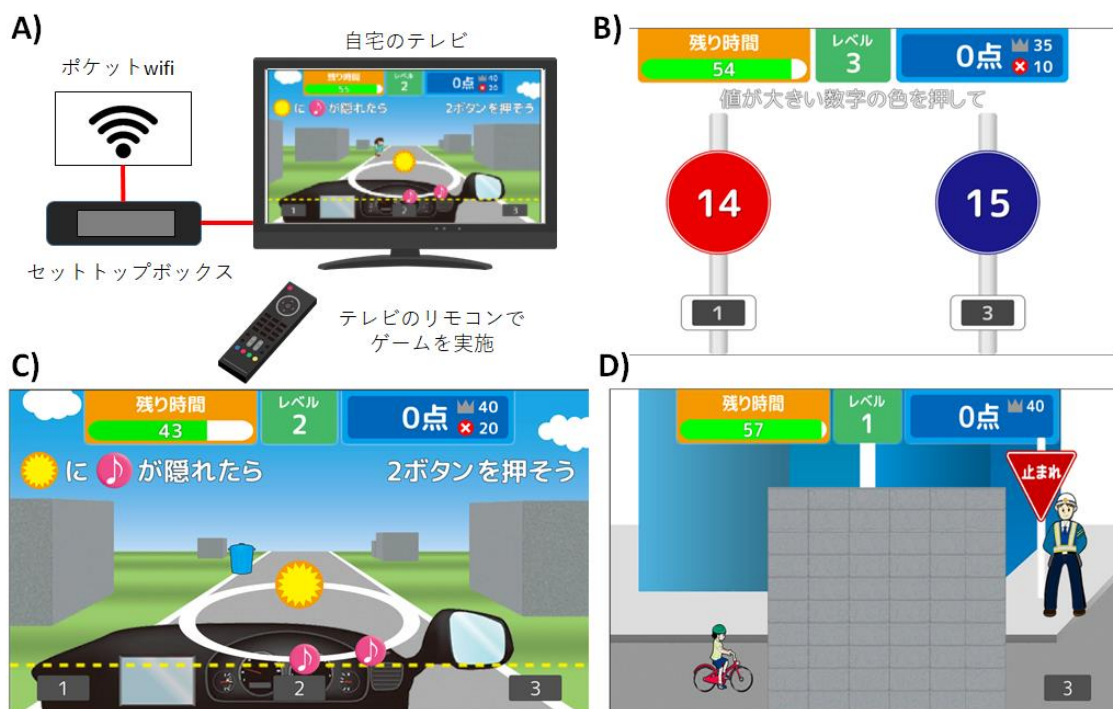 A)
ポケットwifi
自宅のテレビ
残り時間
55
レベル
2
0点
40
20
に が隠れたら
2ボタンを押そう
1
2
3
セットトップボックス
テレビのリモコンで
ゲームを実施
B)
残り時間
54
レベル
3
0点
35
10
値が大きい数字の色を押して
14
15
1
3
C)
残り時間
43
レベル
2
0点
40
20
に が隠れたら
2ボタンを押そう
1
2
3
D)
残り時間
57
レベル
1
0点
40
止まれ
3